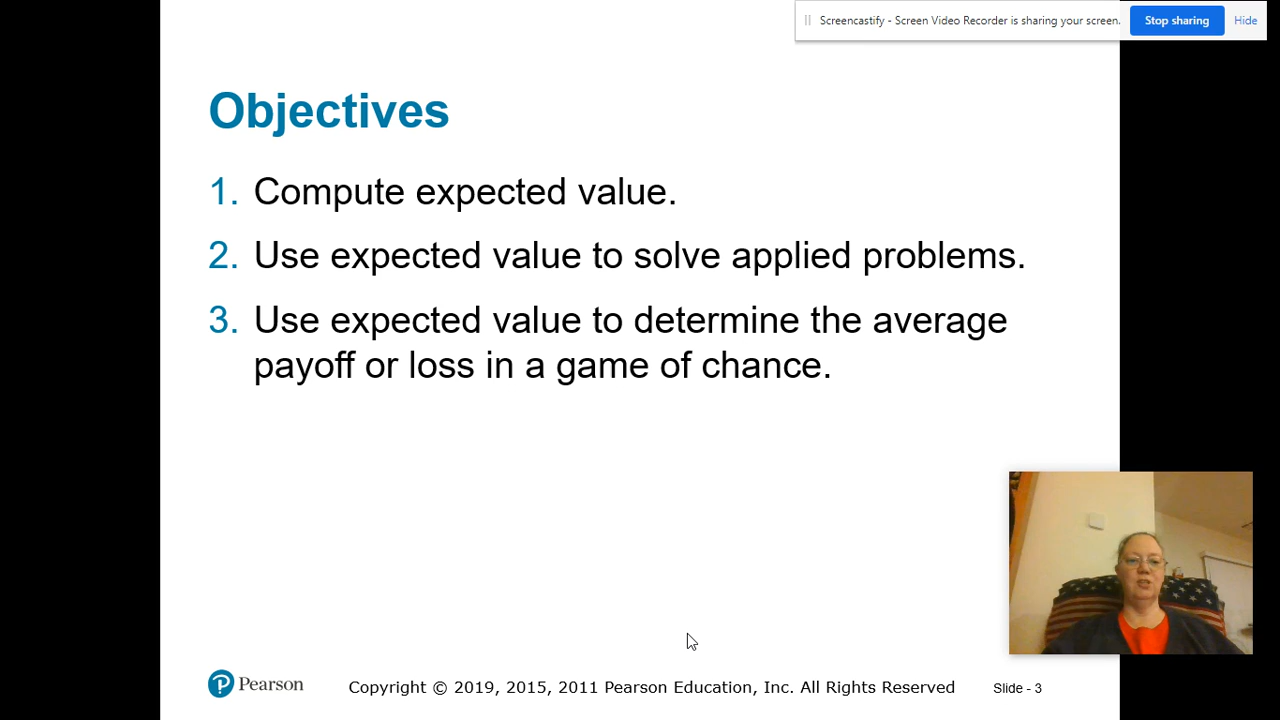 Screencastify - Screen Video Recorder is sharing your screen. Stop sharing Hide
Objectives
1. Compute expected value.
2. Use expected value to solve applied problems.
3. Use expected value to determine the average
payoff or loss in a game of chance.
Pearson Copyright © 2019, 2015, 2011 Pearson Education, Inc. All Rights Reserved Slide - 3